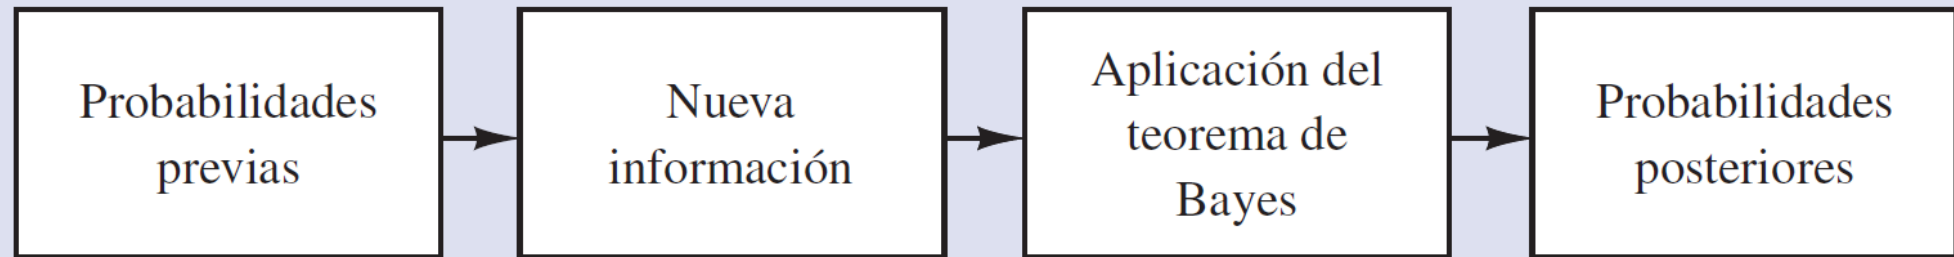 Probabilidades
previas
Nueva
información
Aplicación del
teorema de
Bayes
Probabilidades
posteriores